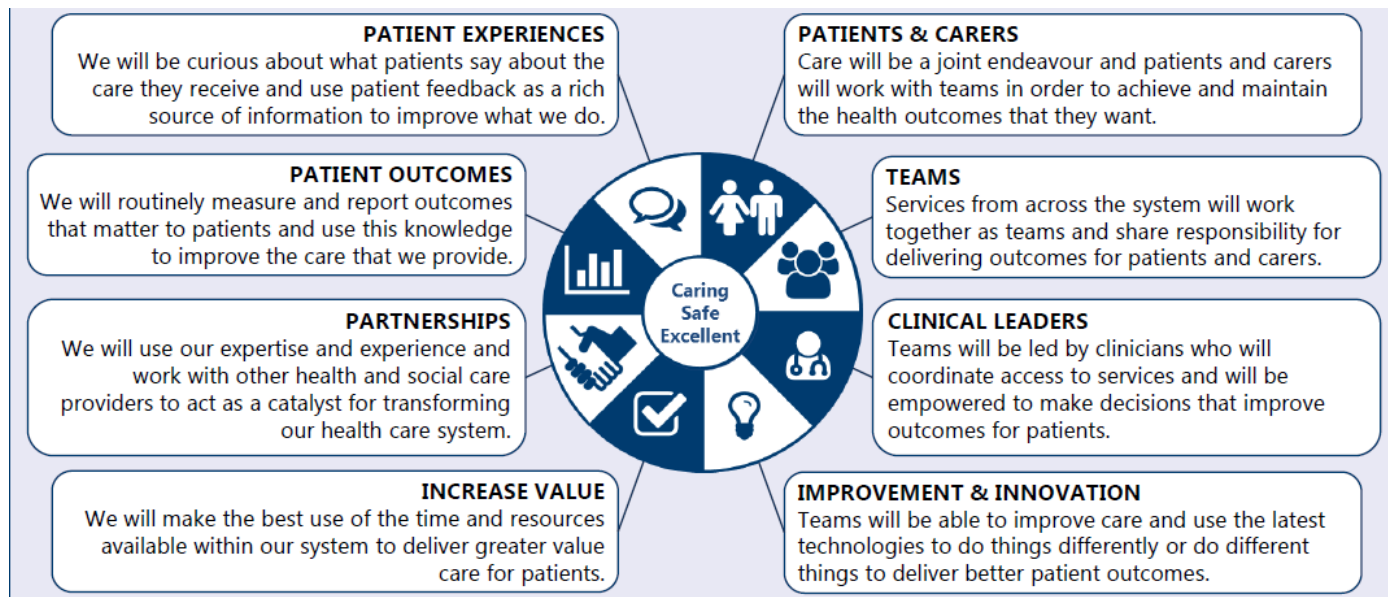 PATIENT EXPERIENCES
We will be curious about what patients say about the
care they receive and use patient feedback as a rich
source of information to improve what we do.
PATIENTS & CARERS
Care will be a joint endeavour and patients and carers
will work with teams in order to achieve and maintain
the health outcomes that they want.
PATIENT OUTCOMES
We will routinely measure and report outcomes
that matter to patients and use this knowledge
to improve the care that we provide.
TEAMS
Services from across the system will work
together as teams and share responsibility for
delivering outcomes for patients and carers.
Caring
Safe
Excellent
PARTNERSHIPS
We will use our expertise and experience and
work with other health and social care
providers to act as a catalyst for transforming
our health care system.
CLINICAL LEADERS
Teams will be led by clinicians who will
coordinate access to services and will be
empowered to make decisions that improve
outcomes for patients.
INCREASE VALUE
We will make the best use of the time and resources
available within our system to deliver greater value
care for patients.
IMPROVEMENT & INNOVATION
Teams will be able to improve care and use the latest
technologies to do things differently or do different
things to deliver better patient outcomes.